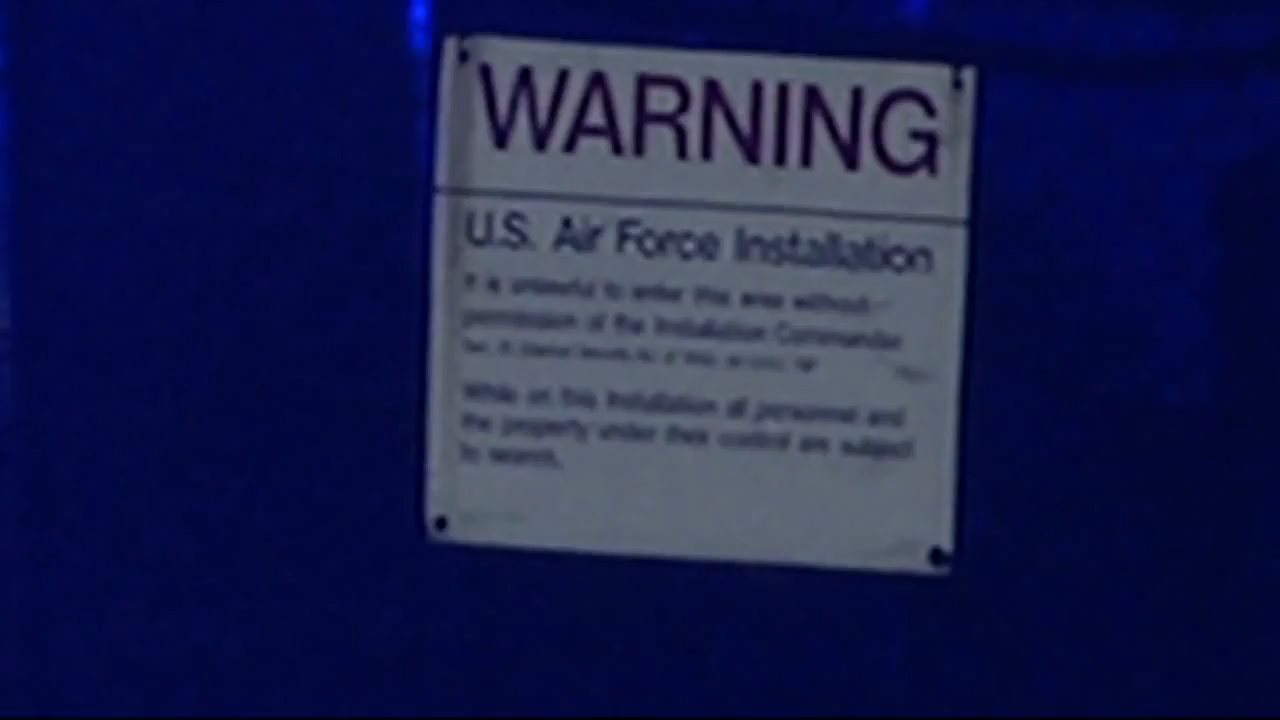 WARNING
U.S. Air Force Installation
It is unlawful to enter this area without
permission of the Installation Commander.
While on this Installation all personnel and
the property under their control are subject
to search.